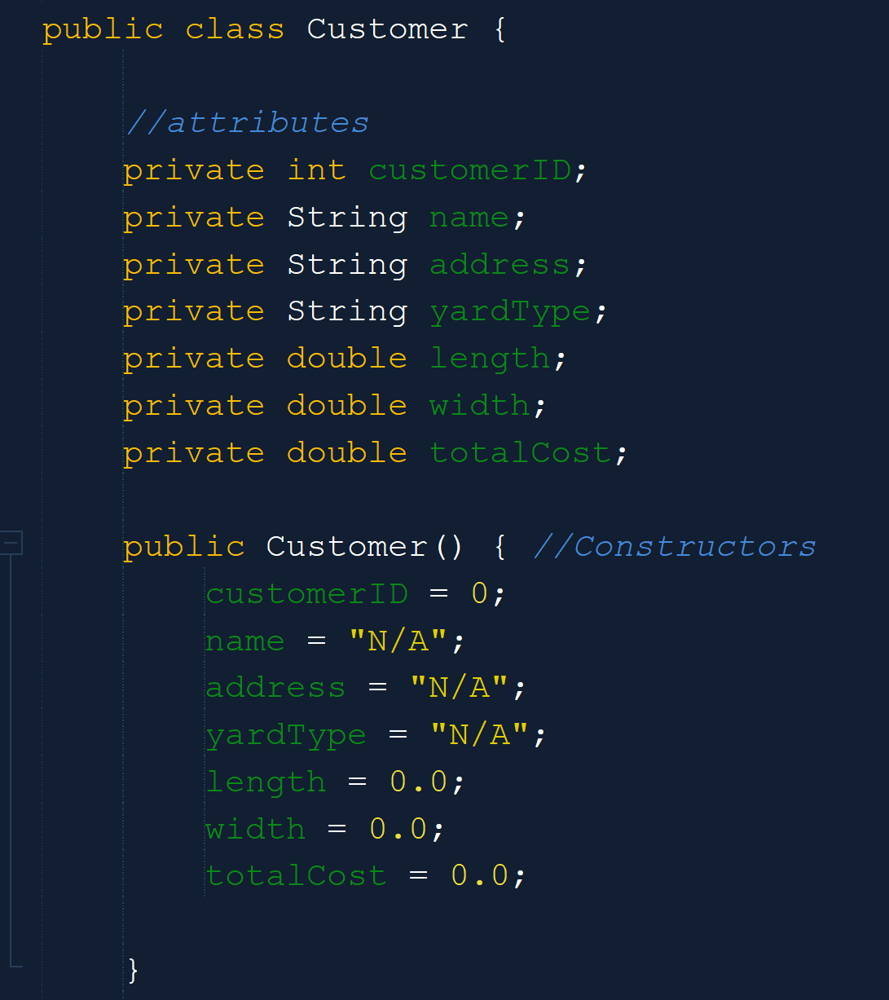 public class Customer {
//attributes
private int customerID;
private String name;
private String address;
private String yardType;
private double length;
private double width;
private double totalCost;
public Customer() { //Constructors
customerID = 0;
name = "N/A";
address = "N/A";
yardType = "N/A";
length = 0.0;
width = 0.0;
totalCost = 0.0;
}